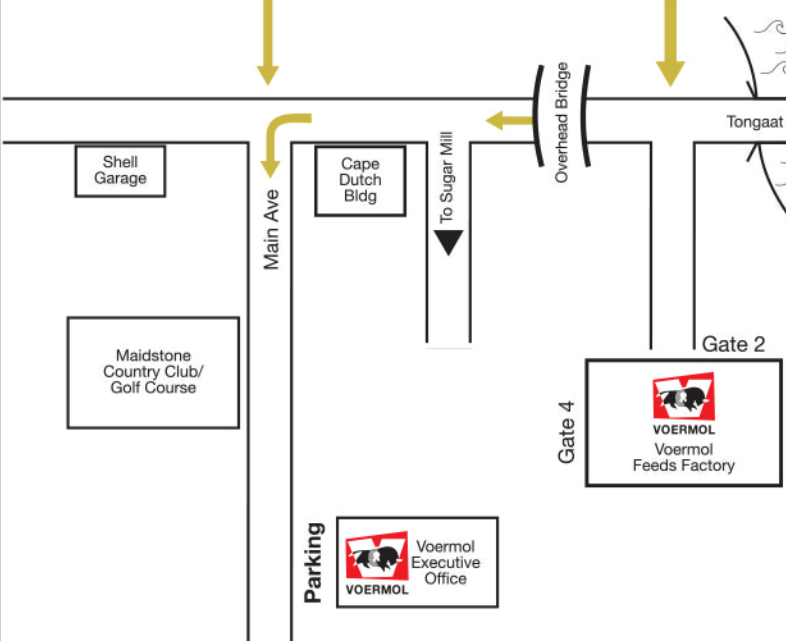 Overhead Bridge
Tongaat
Shell
Garage
Cape
Dutch
Bldg
To Sugar Mill
Main Ave
Maidstone
Country Club/
Golf Course
Gate 2
Gate 4
VOERMOL
Voermol
Feeds Factory
Parking
VOERMOL
Voermol
Executive
Office